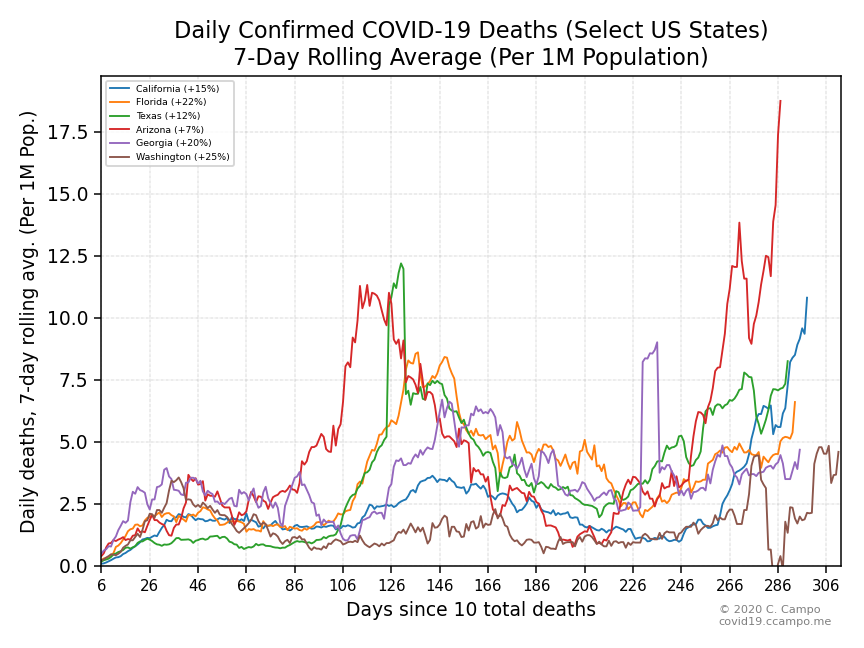 Daily Confirmed COVID-19 Deaths (Select US States)
7-Day Rolling Average (Per 1M Population)
California (+15%)
Florida (+22%)
Texas (+12%)
Arizona (+7%)
Georgia (+20%)
Washington (+25%)
Daily deaths, 7-day rolling avg. (Per 1M Pop.)
17.5
15.0
12.5
10.0
7.5
5.0
2.5
0.0
6 26 46 66 86 106 126 146 166 186 206 226 246 266 286 306
Days since 10 total deaths
© 2020 C. Campo
covid19.ccampo.me